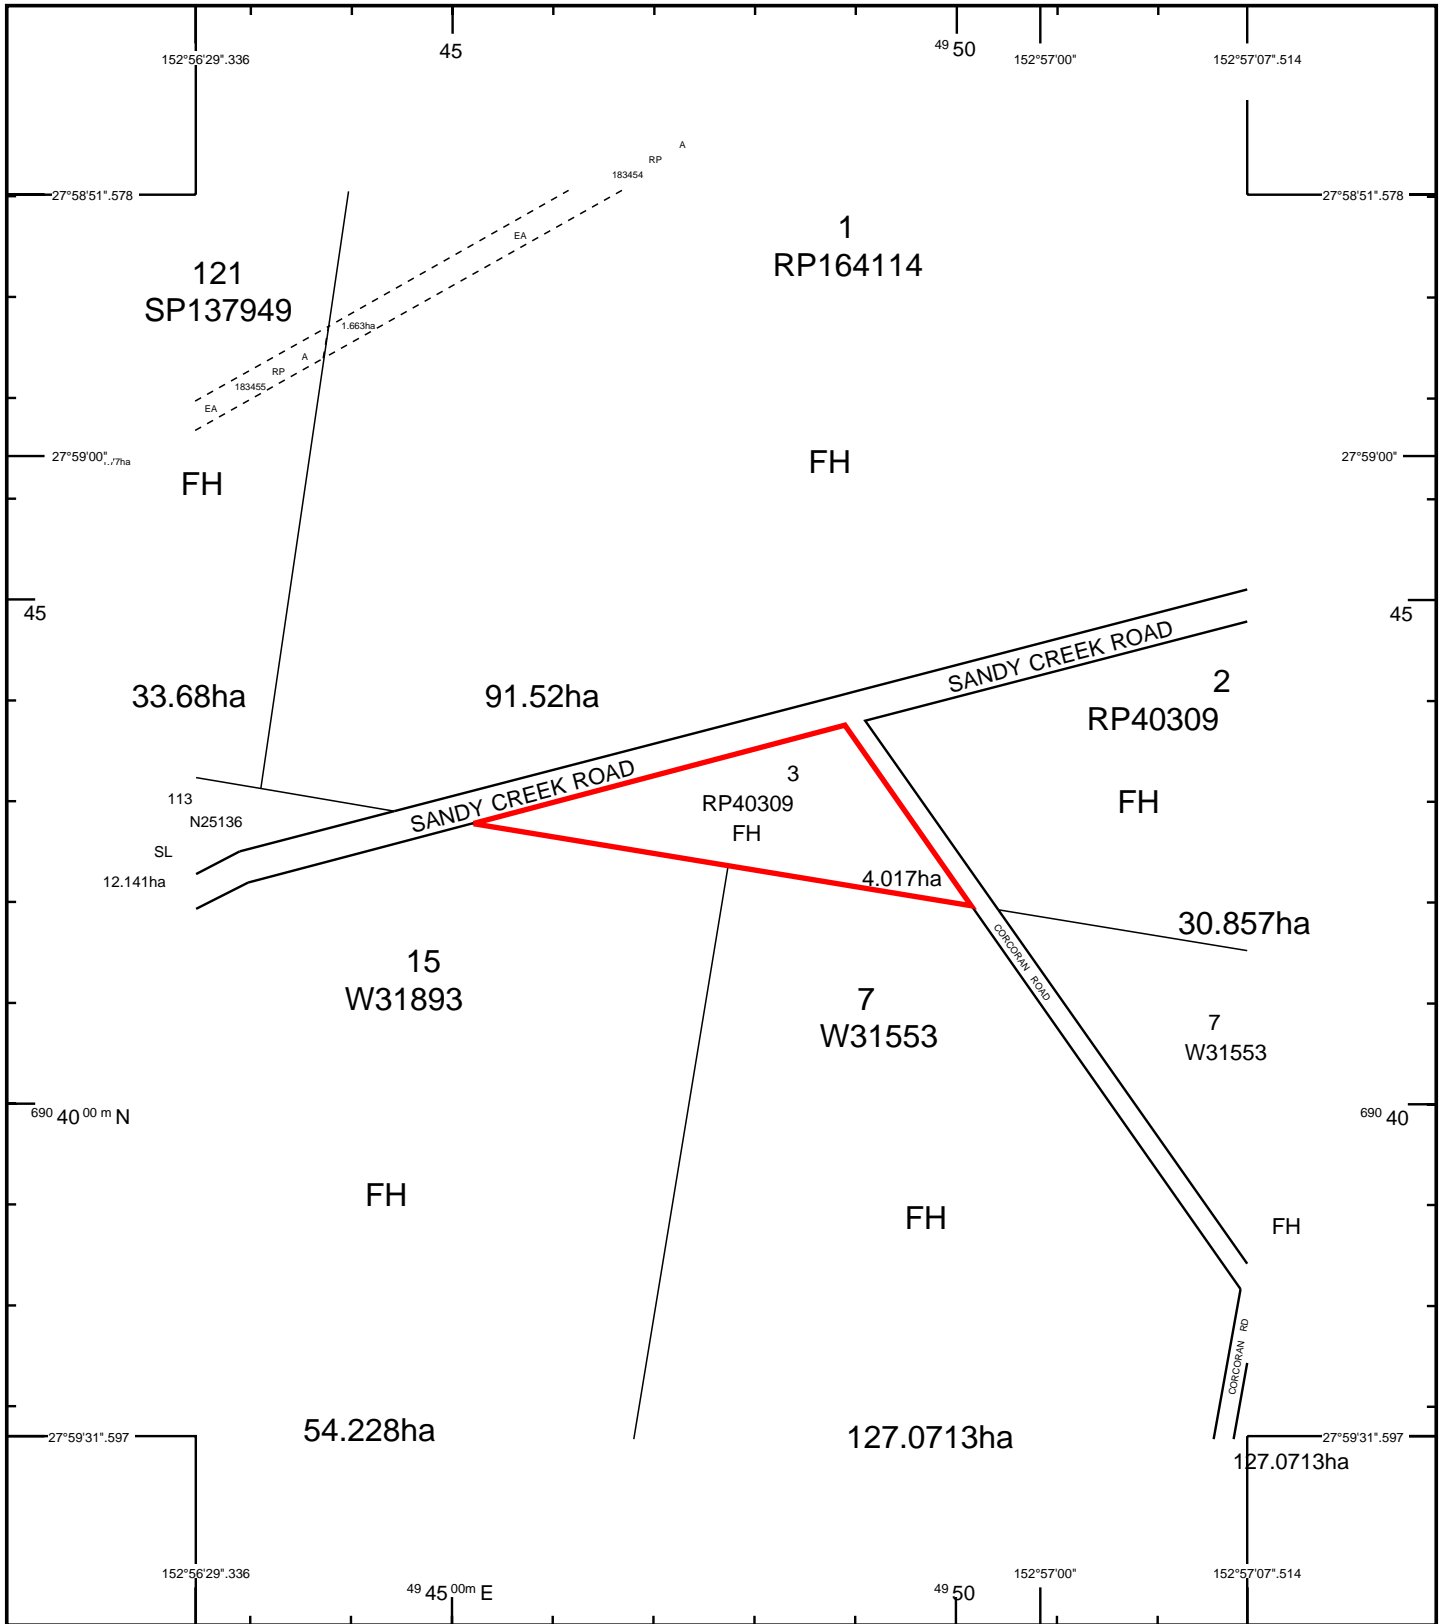 45
49 50
152°56'29".336
152°57'00"
152°57'07".514
A
RP
183454
27°58'51".578
27°58'51".578
EA
1
RP164114
121
SP137949
1.663ha
A
RP
183455
EA
27°59'00"
27°59'00"
FH
FH
45
45
SANDY CREEK ROAD
2
RP40309
33.68ha
91.52ha
SANDY CREEK ROAD
3
RP40309
FH
113
N25136
FH
SL
12.141ha
4.017ha
30.857ha
CORCORAN ROAD
15
W31893
7
W31553
7
W31553
690 40 00 m N
690 40
FH
FH
FH
CORCORAN RD
54.228ha
127.0713ha
27°59'31".597
27°59'31".597
127.0713ha
152°56'29".336
152°57'00"
152°57'07".514
49 45 00m E
49 50